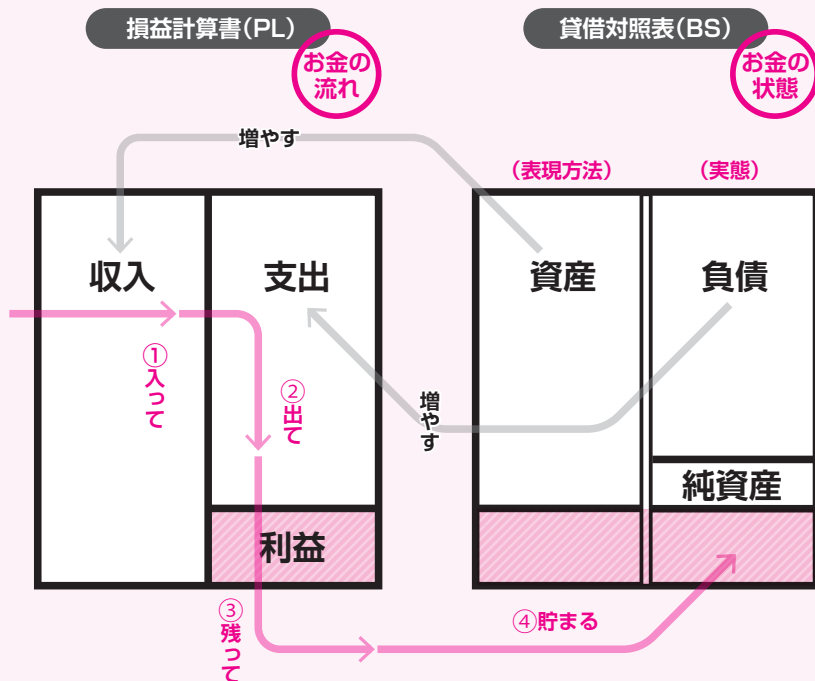 損益計算書(PL)
お金の
流れ
貸借対照表(BS)
お金の
状態
増やす
(表現方法)
(実態)
収入
支出
資産
負債
①入って
②出て
増やす
純資産
利益
③残って
④貯まる